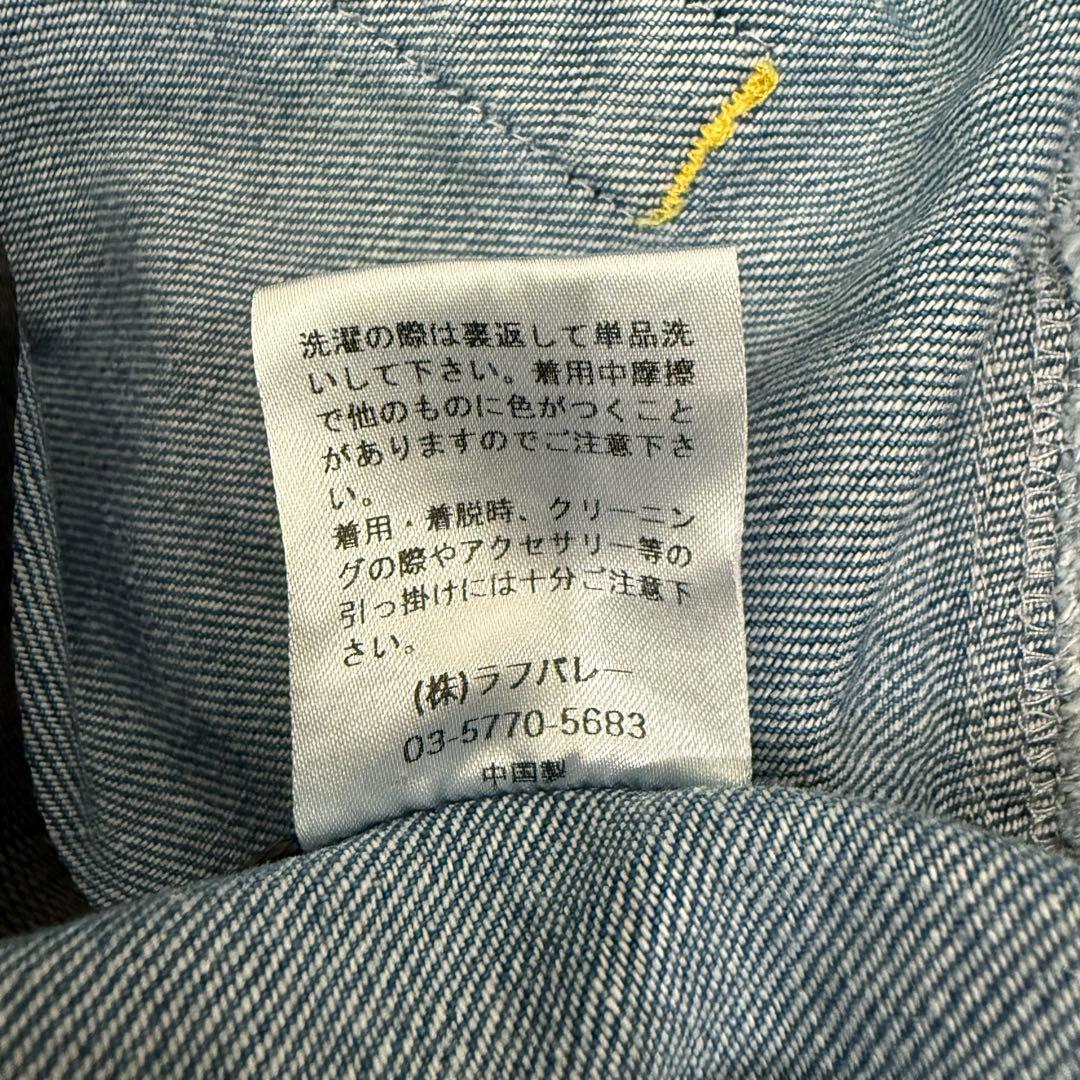 洗濯の際は裏返して単品洗
いして下さい。着用中摩擦
で他のものに色がつくこと
がありますのでご注意下さ
い。
着用・着脱時、クリーニン
グの際やアクセサリー等の
引っ掛けには十分ご注意下
さい。
(株)ラフバレー
03-5770-5683
中国製